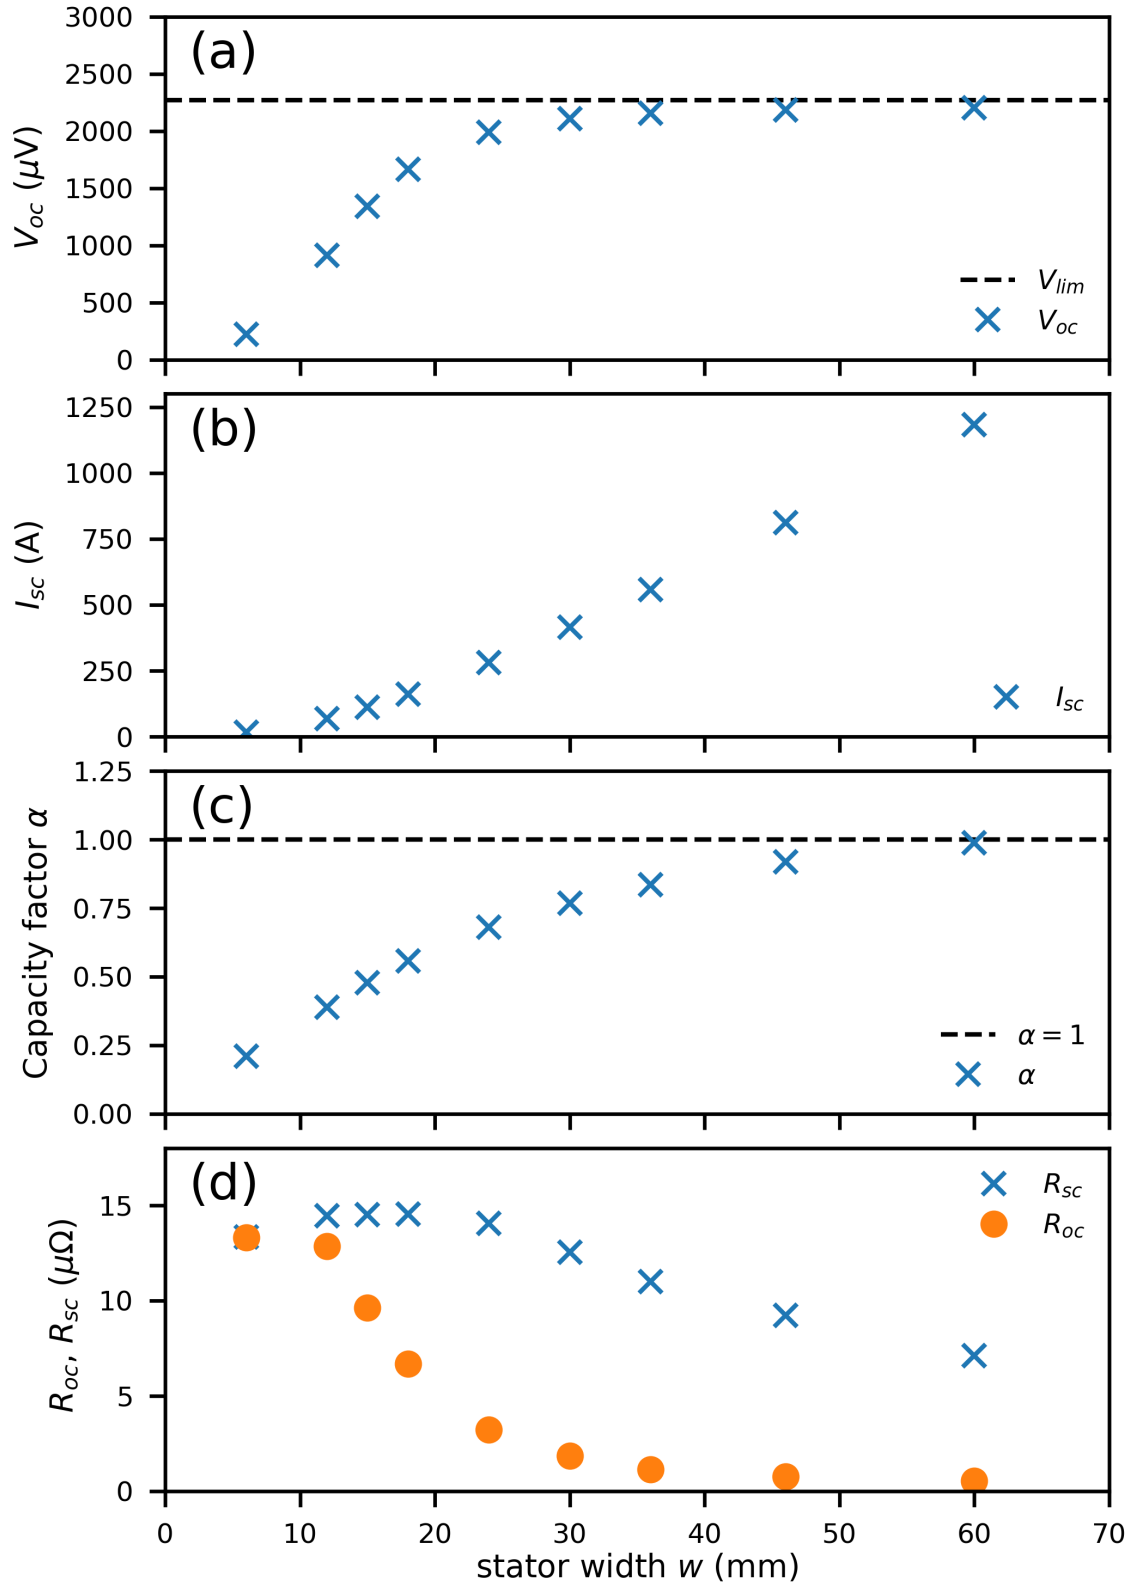 (a)
3000
2500
2000
1500
1000
500
0
V_oc (μV)
V_lim
V_oc
(b)
1250
1000
750
500
250
0
I_sc (A)
I_sc
(c)
1.25
1.00
0.75
0.50
0.25
0.00
Capacity factor α
α = 1
α
(d)
15
10
5
0
R_oc, R_sc (μΩ)
R_sc
R_oc
0 10 20 30 40 50 60 70
stator width w (mm)